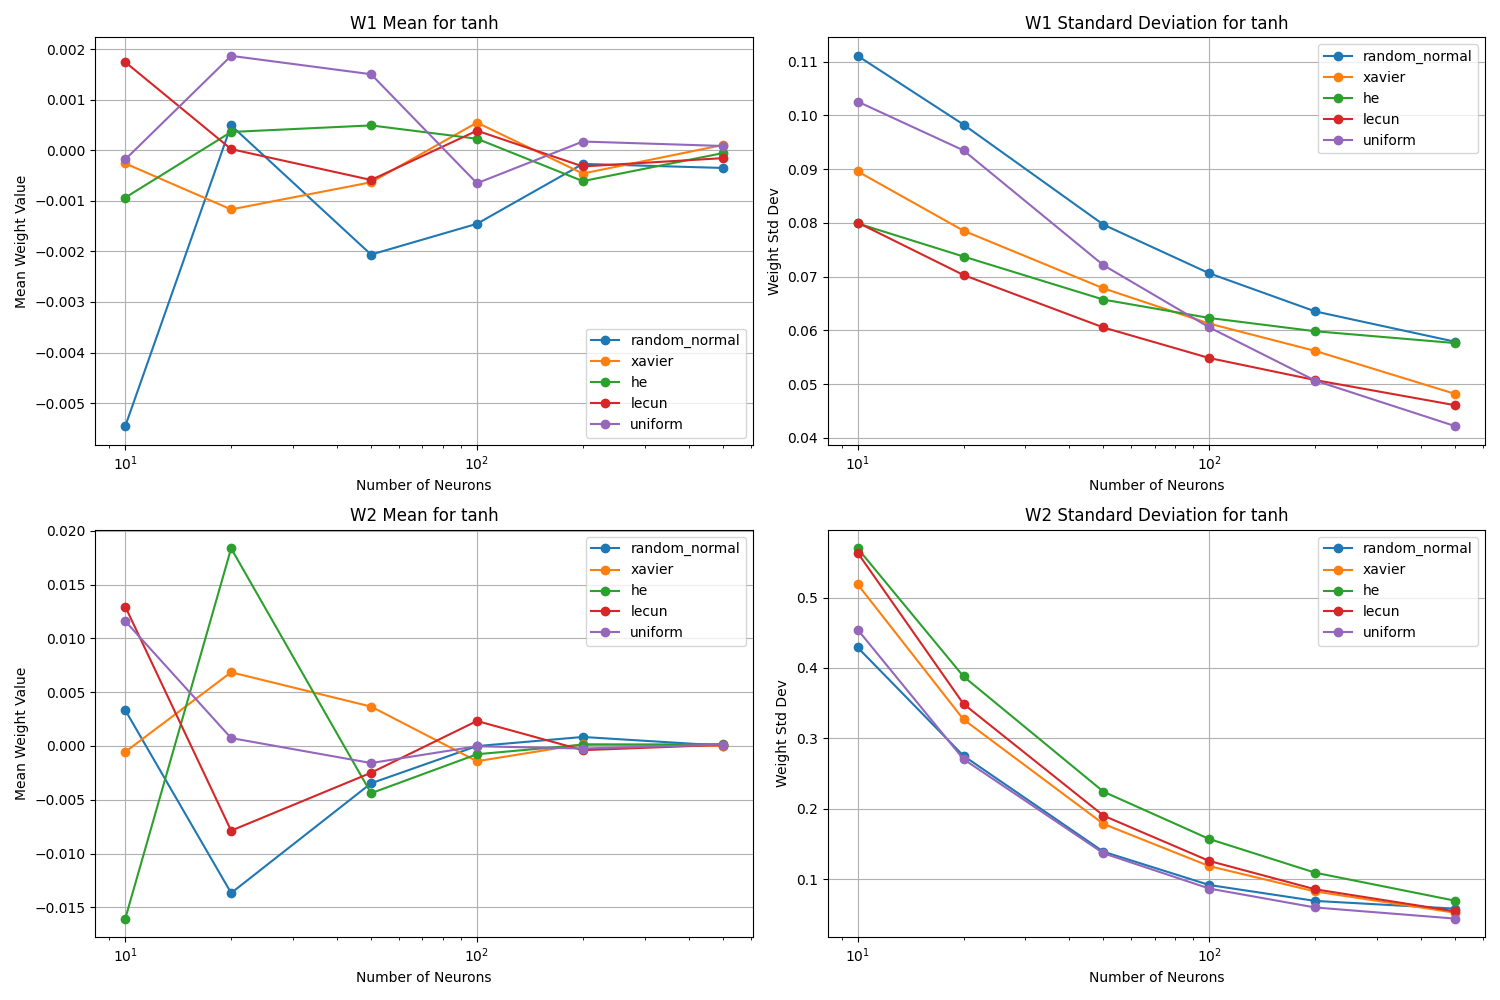 W1 Mean for tanh
Mean Weight Value
0.002
0.001
0.000
−0.001
−0.002
−0.003
−0.004
−0.005
random_normal
xavier
he
lecun
uniform
10¹
10²
Number of Neurons
W1 Standard Deviation for tanh
Weight Std Dev
0.11
0.10
0.09
0.08
0.07
0.06
0.05
0.04
random_normal
xavier
he
lecun
uniform
10¹
10²
Number of Neurons
W2 Mean for tanh
Mean Weight Value
0.020
0.015
0.010
0.005
0.000
−0.005
−0.010
−0.015
random_normal
xavier
he
lecun
uniform
10¹
10²
Number of Neurons
W2 Standard Deviation for tanh
Weight Std Dev
0.5
0.4
0.3
0.2
0.1
random_normal
xavier
he
lecun
uniform
10¹
10²
Number of Neurons